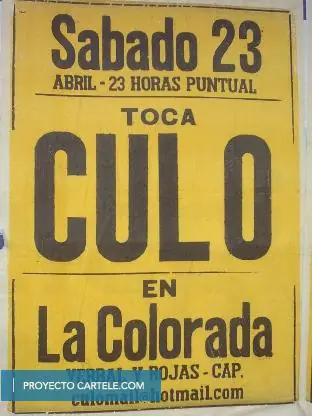 Sabado 23
ABRIL - 23 HORAS PUNTUAL
TOCA
CULO
EN
La Colorada
YERBAL Y ROJAS - CAP.
culomail@hotmail.com
PROYECTO CARTELE.COM